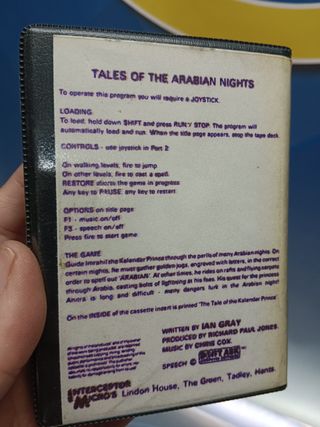 TALES OF THE ARABIAN NIGHTS
To operate this program you will require a JOYSTICK.
LOADING
To load, hold down SHIFT and press RUN/STOP. The program will
automatically load and run. When the title page appears, stop the tape deck.
CONTROLS - use joystick in Port 2
On walking levels, fire to jump
On other levels, fire to cast a spell.
RESTORE aborts the game in progress
Any key to PAUSE, any key to restart.
OPTIONS on title page
F1 - music on/off
F3 - speech on/off
Press fire to start game
THE GAME
Guide Imrahil the Kalender Prince through the perils of many Arabian nights. On
certain nights, he must gather golden jugs, engraved with letters, in the correct
order to spell out 'ARABIAN'. At other times, he rides on rafts and flying carpets
through Arabia, casting bolts of lightning at his foes. His quest for the princess
Anitra is long and difficult - many dangers lurk in the Arabian night!
On the INSIDE of the cassette insert is printed 'The Tale of the Kalender Prince'
WRITTEN BY IAN GRAY
PRODUCED BY RICHARD PAUL JONES
MUSIC BY CHRIS COX.
SPEECH ©
INTERCEPTOR
MICRO'S
Lindon House, The Green, Tadley, Hants.